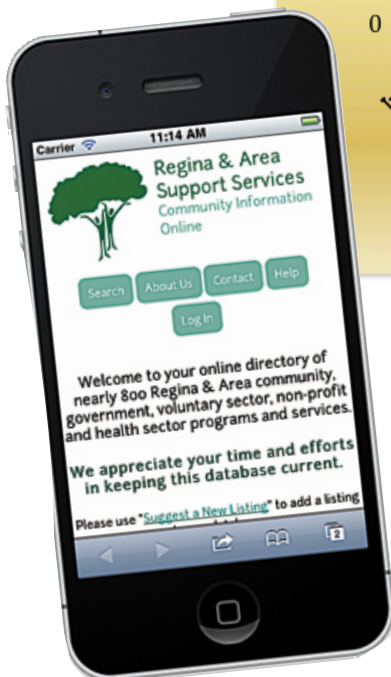 0
Carrier 11:14 AM
Regina & Area
Support Services
Community Information
Online
Search About Us Contact Help
Log In
Welcome to your online directory of
nearly 800 Regina & Area community,
government, voluntary sector, non-profit
and health sector programs and services.
We appreciate your time and efforts
in keeping this database current.
Please use "Suggest a New Listing" to add a listing
2